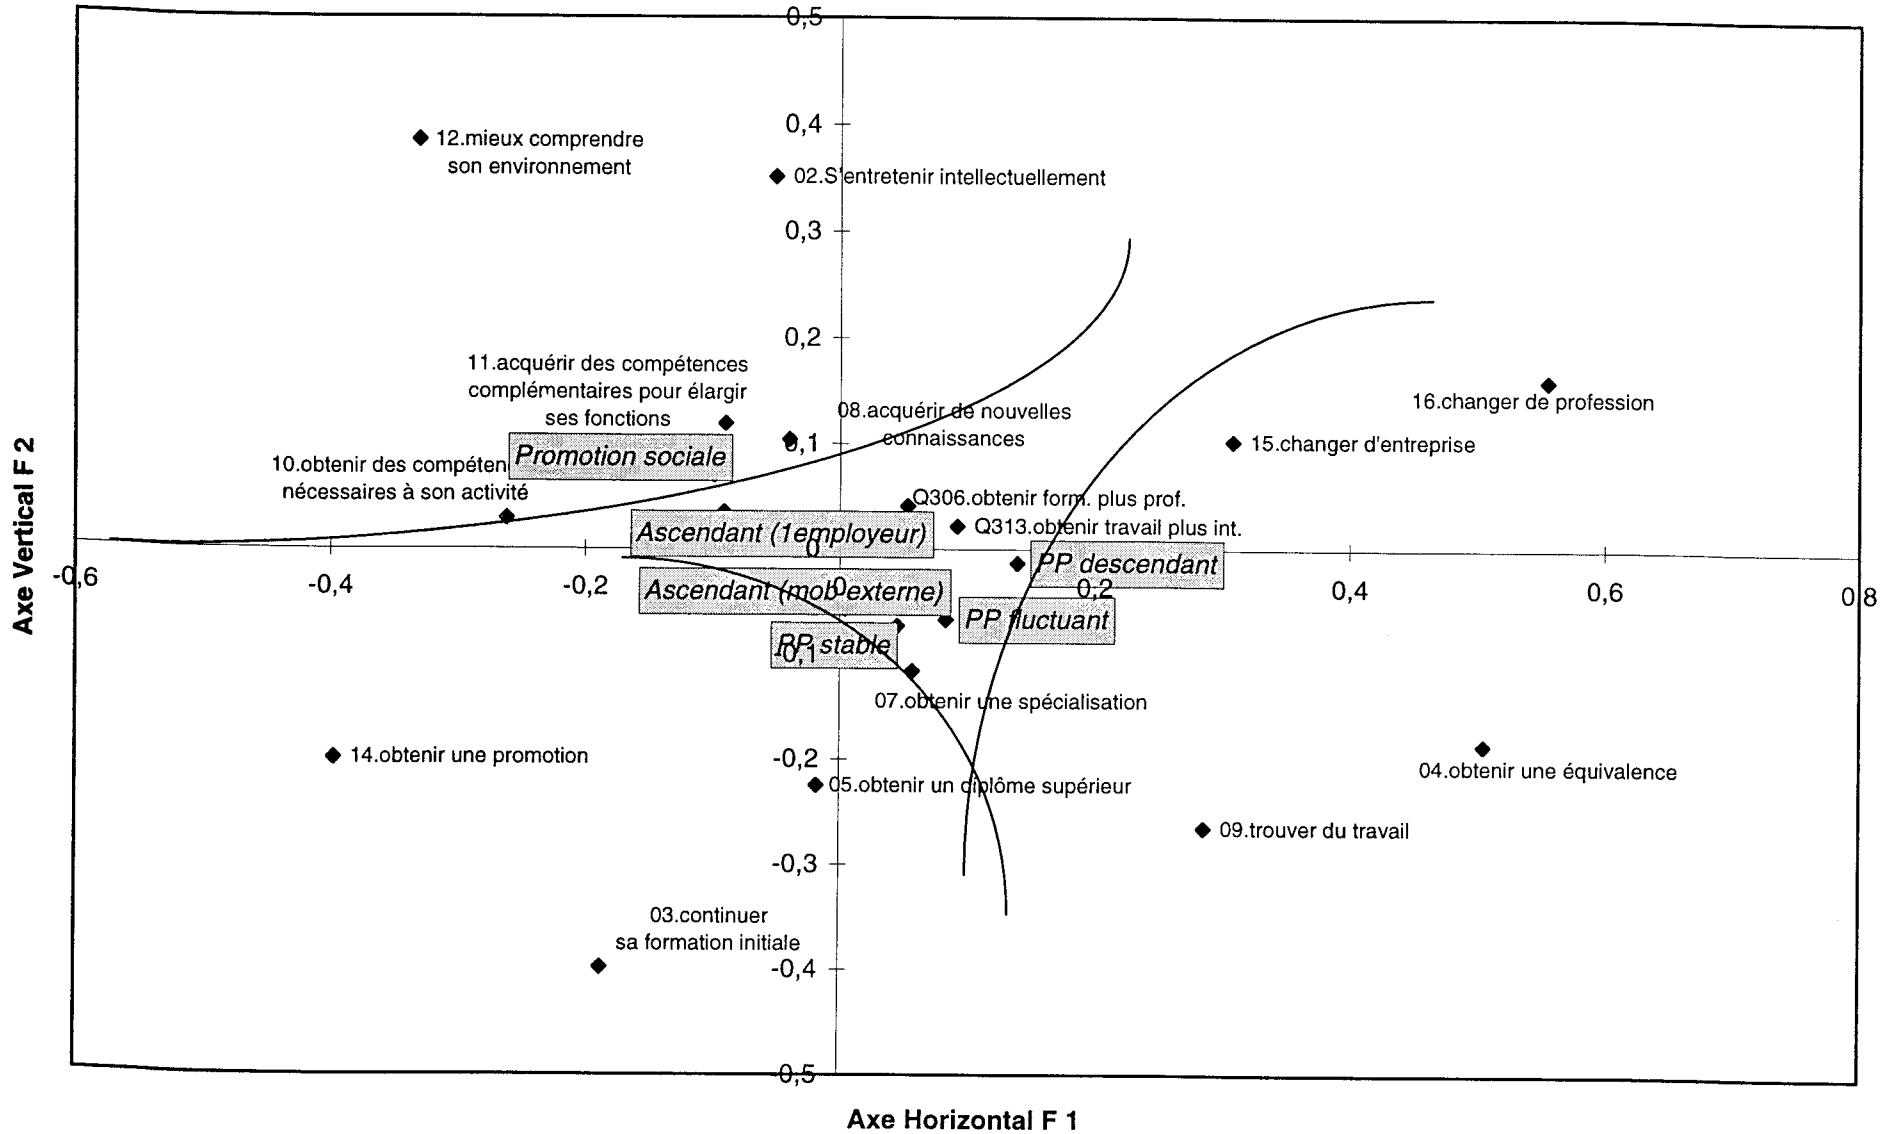 0,5
0,4
12.mieux comprendre
son environnement
02.S'entretenir intellectuellement
0,3
0,2
11.acquérir des compétences
complémentaires pour élargir
ses fonctions
16.changer de profession
08.acquérir de nouvelles
connaissances
0,1
15.changer d'entreprise
Promotion sociale
10.obtenir des compéten
nécessaires à son activité
Q306.obtenir form. plus prof.
Q313.obtenir travail plus int.
Ascendant (1employeur)
0
PP descendant
-0,6
-0,4
-0,2
0
0,2
0,4
0,6
0 8
Ascendant (mob externe)
PP fluctuant
PP stable
0,1
07.obtenir une spécialisation
14.obtenir une promotion
-0,2
04.obtenir une équivalence
05.obtenir un diplôme supérieur
09.trouver du travail
-0,3
03.continuer
sa formation initiale
-0,4
0,5
Axe Vertical F 2
Axe Horizontal F 1